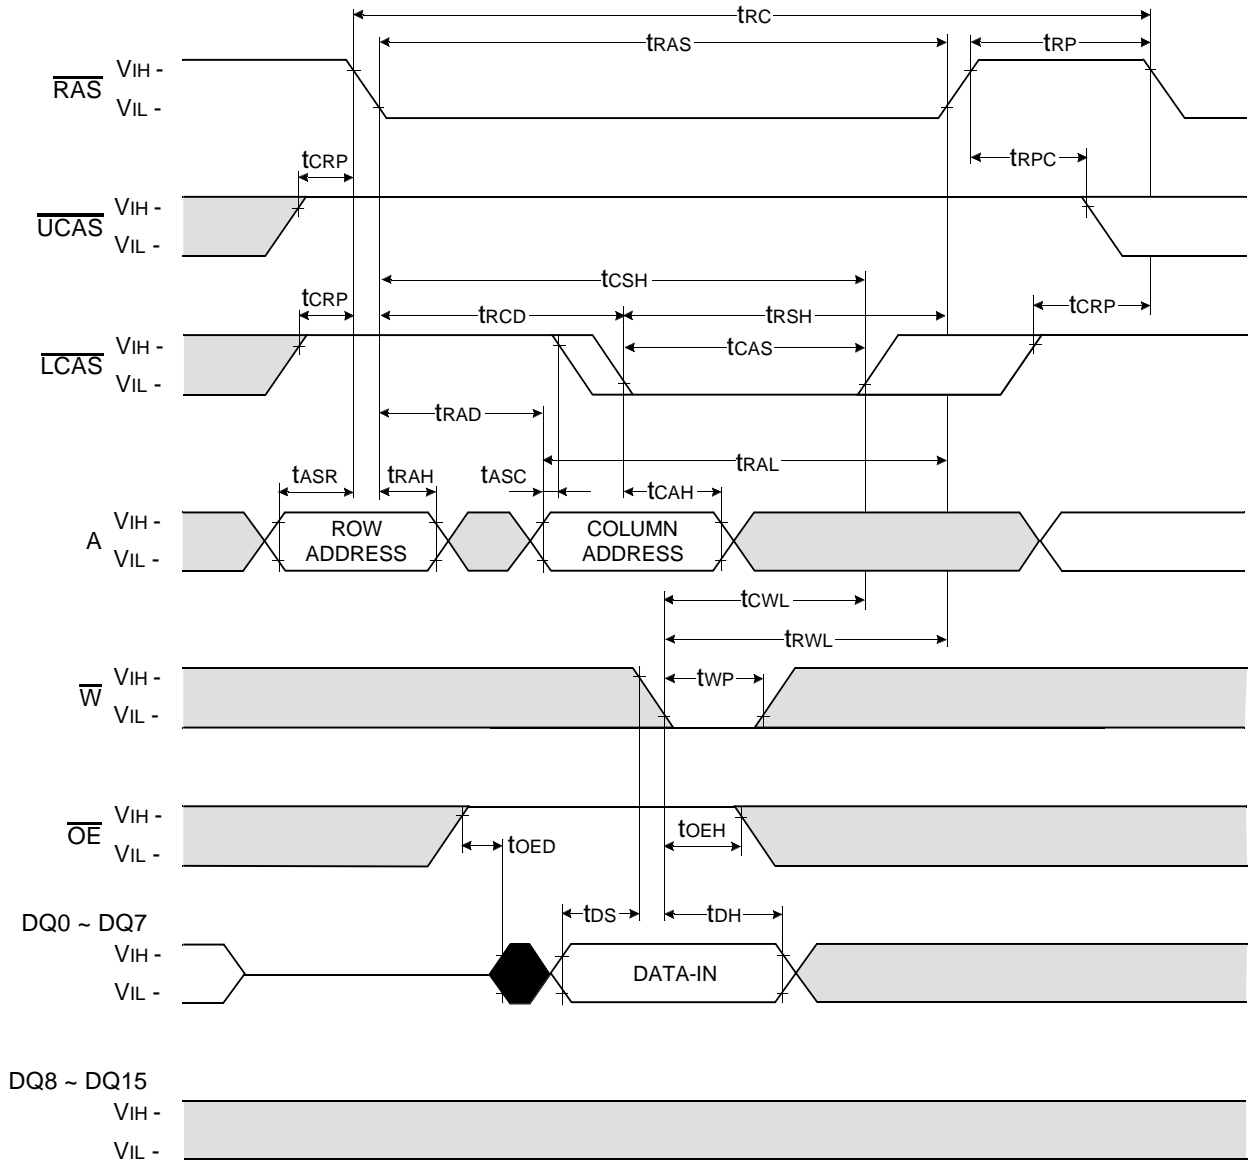 tRC
tRAS
tRP
RAS
VIH -
VIL -
tCRP
tRPC
UCAS
VIH -
VIL -
tCSH
tCRP
tRCD
tRSH
tCRP
LCAS
VIH -
VIL -
tCAS
tRAD
tRAL
tASR
tRAH
tASC
tCAH
A
VIH -
VIL -
ROW
ADDRESS
COLUMN
ADDRESS
tCWL
tRWL
W
VIH -
VIL -
tWP
OE
VIH -
VIL -
tOED
tOEH
tDS
tDH
DQ0 ~ DQ7
VIH -
VIL -
DATA-IN
DQ8 ~ DQ15
VIH -
VIL -